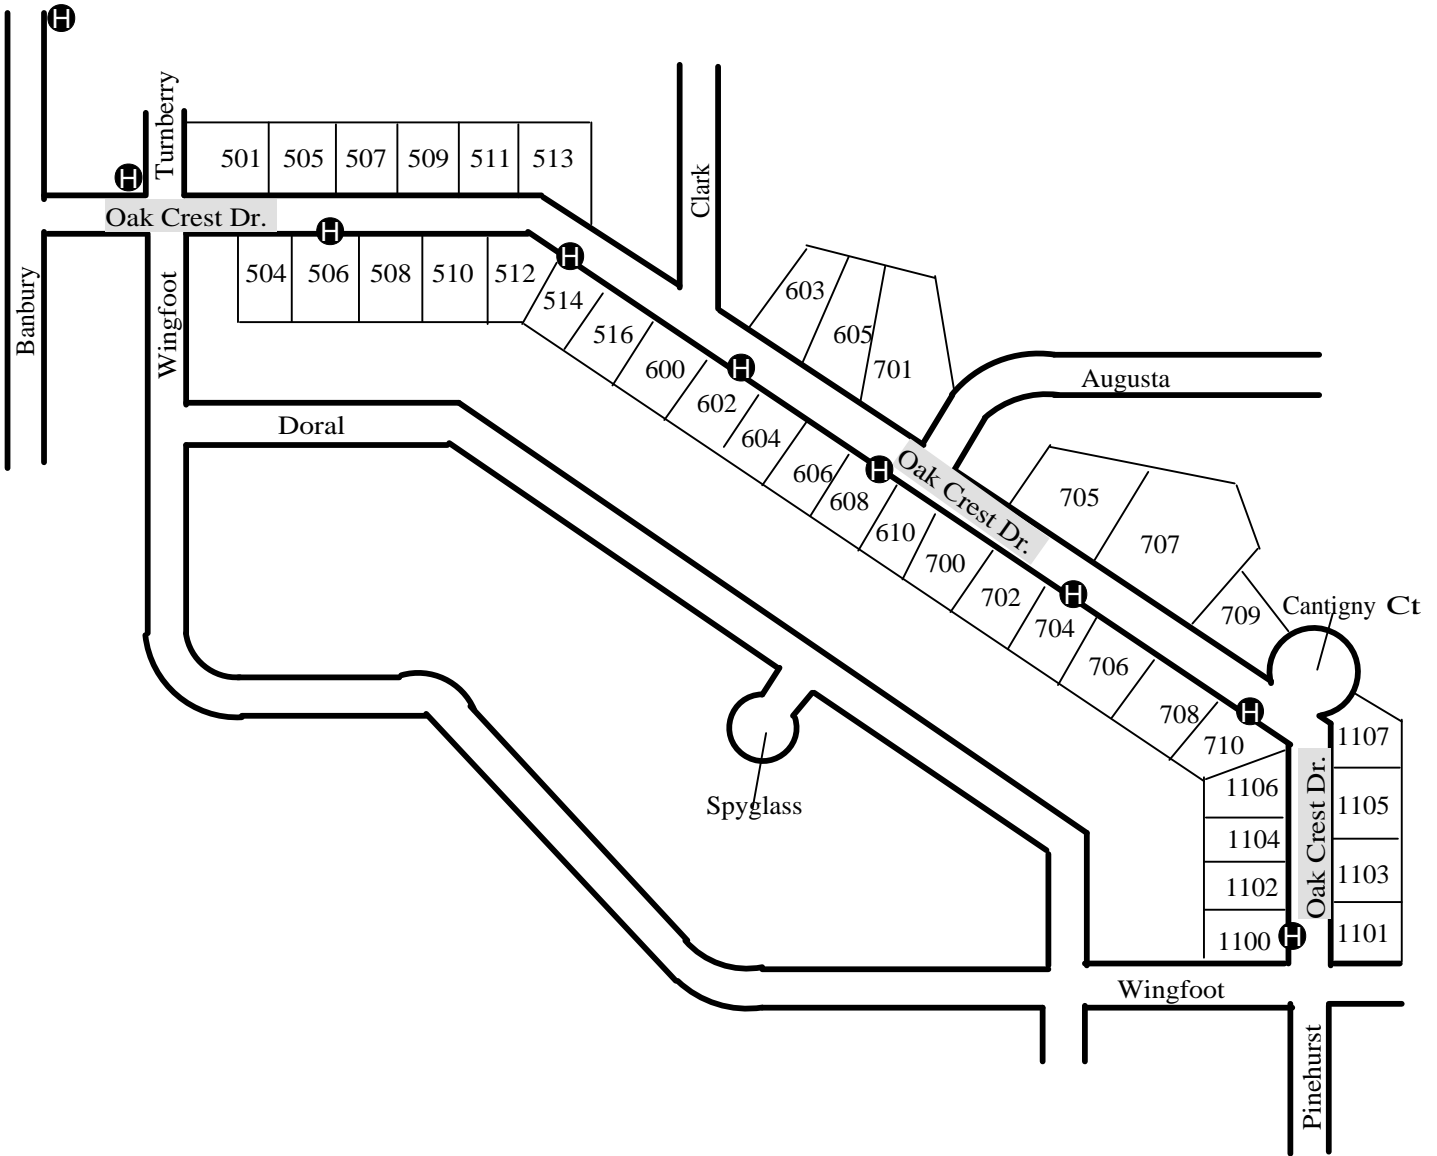 H
Turnberry
H
501 505 507 509 511 513
Oak Crest Dr.
H
Clark
H
Banbury
Wingfoot
504 506 508 510 512
514
516
600
602
604
606
608
610
700
702
704
706
708
710
H
603
605
701
Augusta
H
Oak Crest Dr.
705
707
709
Cantigny Ct
H
H
Doral
Spyglass
1106
1104
1102
1100
H
Oak Crest Dr.
1107
1105
1103
1101
Wingfoot
Pinehurst